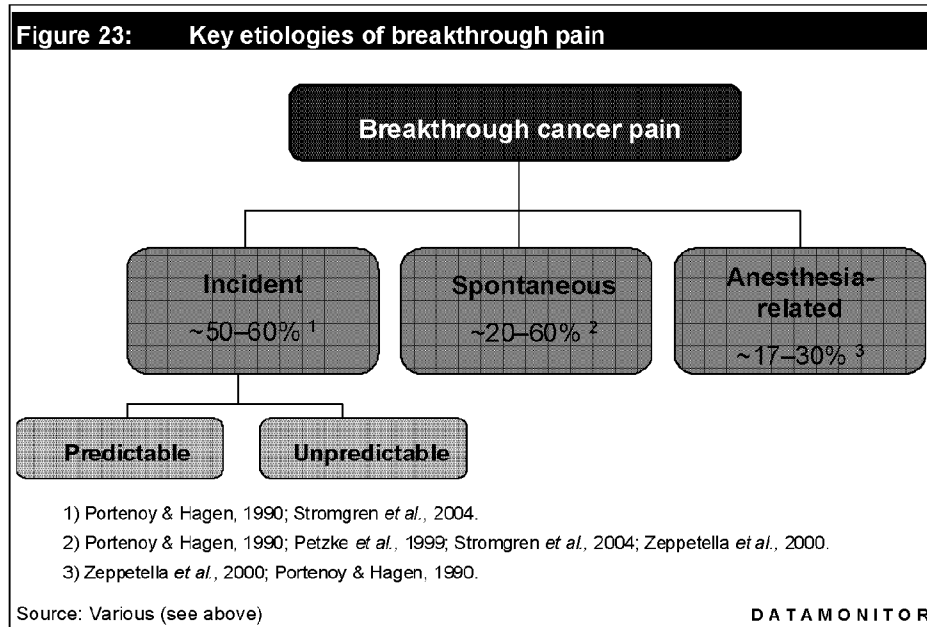 Figure 23: Key etiologies of breakthrough pain
Breakthrough cancer pain
Incident
~50–60% 1
Spontaneous
~20–60% 2
Anesthesia-
related
~17–30% 3
Predictable
Unpredictable
1) Portenoy & Hagen, 1990; Stromgren et al., 2004.
2) Portenoy & Hagen, 1990; Petzke et al., 1999; Stromgren et al., 2004; Zeppetella et al., 2000.
3) Zeppetella et al., 2000; Portenoy & Hagen, 1990.
Source: Various (see above)
DATAMONITOR